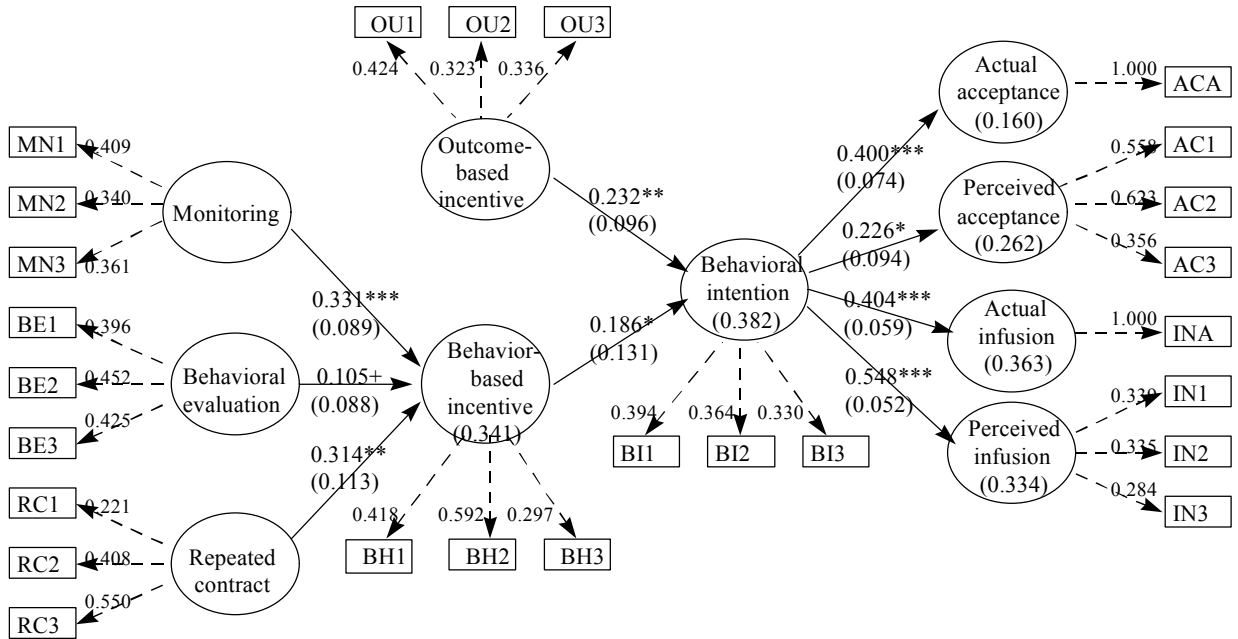 OU1
OU2
OU3
0.424
0.323
0.336
Outcome-
based
incentive
MN1
MN2
MN3
0.409
0.340
0.361
Monitoring
BE1
BE2
BE3
0.396
0.452
0.425
Behavioral
evaluation
RC1
RC2
RC3
0.221
0.408
0.550
Repeated
contract
0.331***
(0.089)
0.105+
(0.088)
0.314**
(0.113)
Behavior-
based
incentive
(0.341)
0.418
0.592
0.297
BH1
BH2
BH3
0.232**
(0.096)
0.186*
(0.131)
Behavioral
intention
(0.382)
0.394
0.364
0.330
BI1
BI2
BI3
0.400***
(0.074)
0.226*
(0.094)
0.404***
(0.059)
0.548***
(0.052)
Actual
acceptance
(0.160)
1.000
ACA
Perceived
acceptance
(0.262)
0.558
0.623
0.356
AC1
AC2
AC3
Actual
infusion
(0.363)
1.000
INA
Perceived
infusion
(0.334)
0.339
0.335
0.284
IN1
IN2
IN3